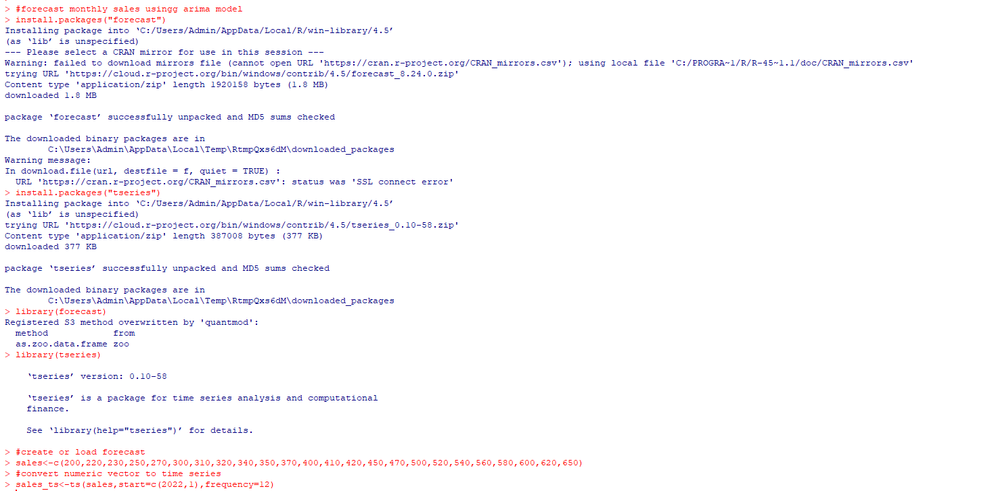 > #forecast monthly sales usingg arima model
> install.packages("forecast")
Installing package into ‘C:/Users/Admin/AppData/Local/R/win-library/4.5’
(as ‘lib’ is unspecified)
--- Please select a CRAN mirror for use in this session ---
Warning: failed to download mirrors file (cannot open URL 'https://cran.r-project.org/CRAN_mirrors.csv'); using local file 'C:/PROGRA~1/R/R-45~1.1/doc/CRAN_mirrors.csv'
trying URL 'https://cloud.r-project.org/bin/windows/contrib/4.5/forecast_8.24.0.zip'
Content type 'application/zip' length 1920158 bytes (1.8 MB)
downloaded 1.8 MB

package ‘forecast’ successfully unpacked and MD5 sums checked

The downloaded binary packages are in
        C:\Users\Admin\AppData\Local\Temp\RtmpQxs6dM\downloaded_packages
Warning message:
In download.file(url, destfile = f, quiet = TRUE) :
  URL 'https://cran.r-project.org/CRAN_mirrors.csv': status was 'SSL connect error'
> install.packages("tseries")
Installing package into ‘C:/Users/Admin/AppData/Local/R/win-library/4.5’
(as ‘lib’ is unspecified)
trying URL 'https://cloud.r-project.org/bin/windows/contrib/4.5/tseries_0.10-58.zip'
Content type 'application/zip' length 387008 bytes (377 KB)
downloaded 377 KB

package ‘tseries’ successfully unpacked and MD5 sums checked

The downloaded binary packages are in
        C:\Users\Admin\AppData\Local\Temp\RtmpQxs6dM\downloaded_packages
> library(forecast)
Registered S3 method overwritten by 'quantmod':
  method            from
  as.zoo.data.frame zoo
> library(tseries)

    ‘tseries’ version: 0.10-58

    ‘tseries’ is a package for time series analysis and computational
    finance.

    See ‘library(help="tseries")’ for details.

> #create or load forecast
> sales<-c(200,220,230,250,270,300,310,320,340,350,370,400,410,420,450,470,500,520,540,560,580,600,620,650)
> #convert numeric vector to time series
> sales_ts<-ts(sales,start=c(2022,1),frequency=12)